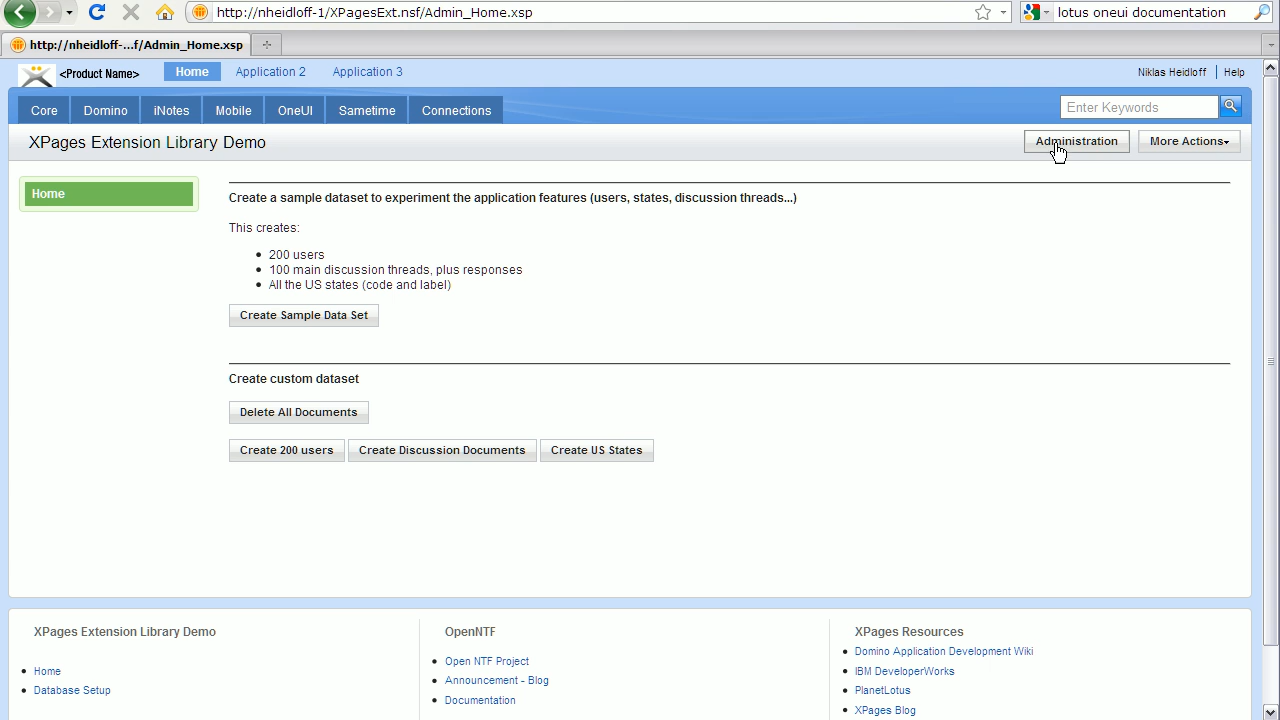 http://nheidloff-1/XPagesExt.nsf/Admin_Home.xsp
lotus oneui documentation
http://nheidloff-...f/Admin_Home.xsp
<Product Name> Home Application 2 Application 3
Niklas Heidloff Help
Core Domino iNotes Mobile OneUI Sametime Connections
Enter Keywords
XPages Extension Library Demo
Administration More Actions
Home
Create a sample dataset to experiment the application features (users, states, discussion threads...)
This creates:
200 users
100 main discussion threads, plus responses
All the US states (code and label)
Create Sample Data Set
Create custom dataset
Delete All Documents
Create 200 users Create Discussion Documents Create US States
XPages Extension Library Demo
Home
Database Setup
OpenNTF
Open NTF Project
Announcement - Blog
Documentation
XPages Resources
Domino Application Development Wiki
IBM DeveloperWorks
PlanetLotus
XPages Blog